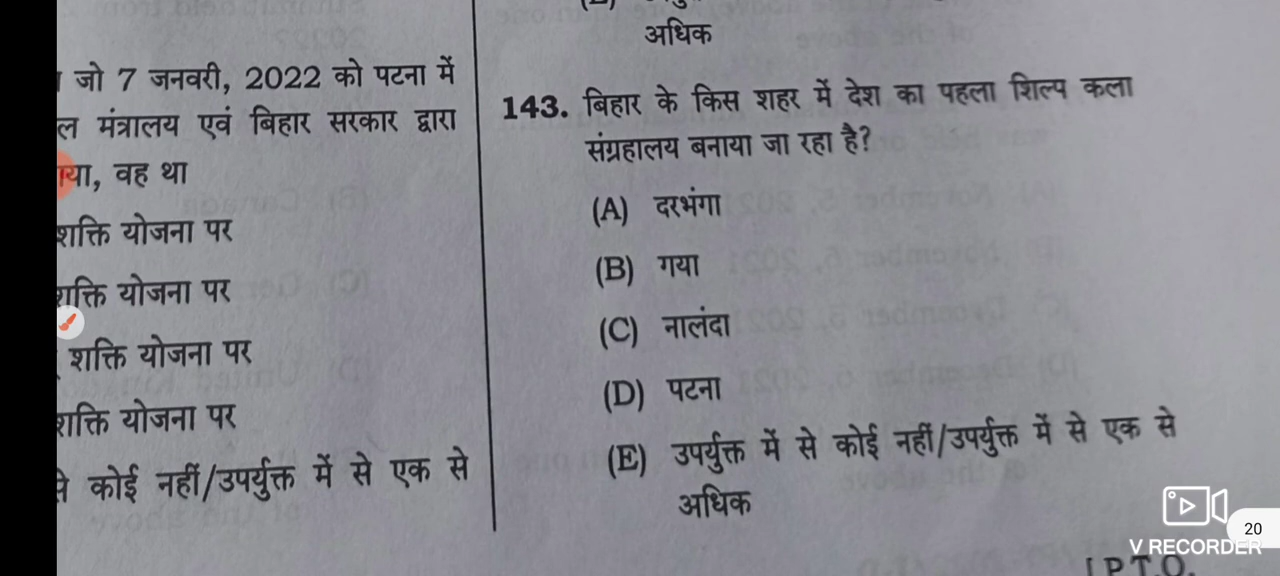 जो 7 जनवरी, 2022 को पटना में
मंत्रालय एवं बिहार सरकार द्वारा
वह था
शक्ति योजना पर
शक्ति योजना पर
शक्ति योजना पर
शक्ति योजना पर
कोई नहीं/उपर्युक्त में से एक से
अधिक
143. बिहार के किस शहर में देश का पहला शिल्प कला
संग्रहालय बनाया जा रहा है?
(A) दरभंगा
(B) गया
(C) नालंदा
(D) पटना
(E) उपर्युक्त में से कोई नहीं/उपर्युक्त में से एक से
अधिक
V RECORDER
20
[P.T.O.